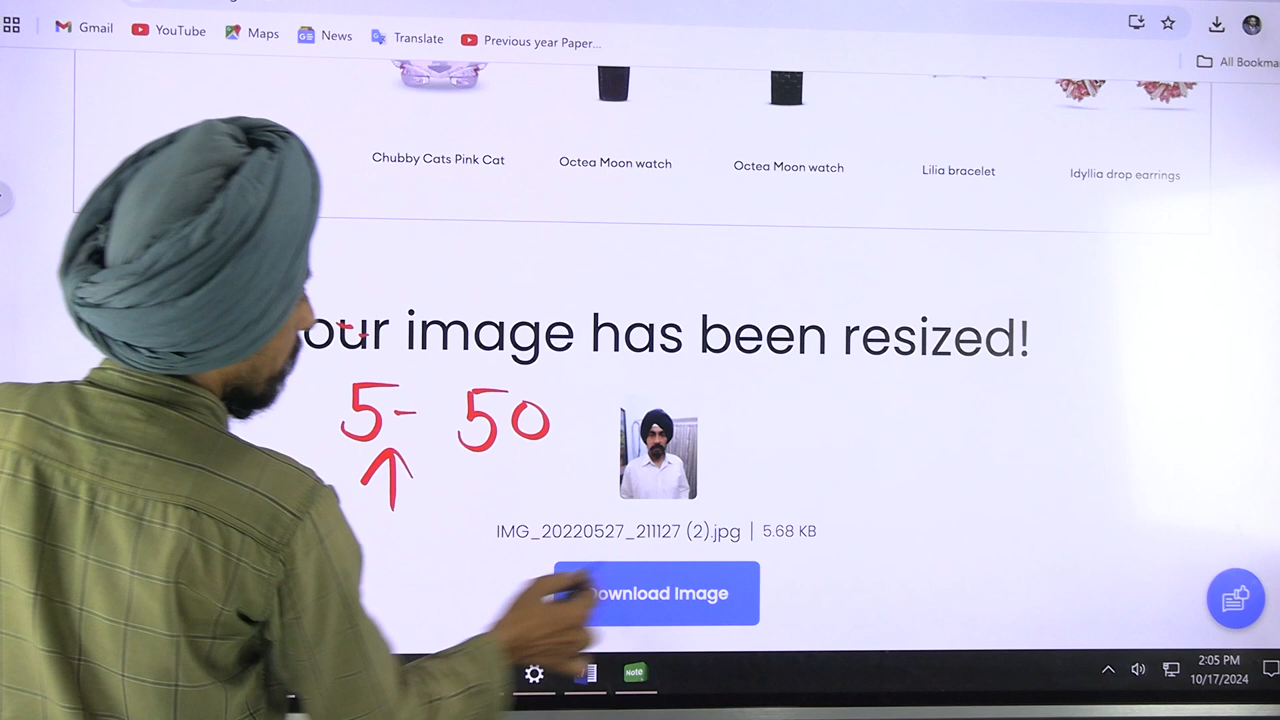 Gmail YouTube Maps News Translate Previous year Paper...
All Bookma
Chubby Cats Pink Cat Octea Moon watch Octea Moon watch Lilia bracelet Idyllia drop earrings
our image has been resized!
5- 50
IMG_20220527_211127 (2).jpg | 5.68 KB
ownload Image
Note 2:05 PM
10/17/2024